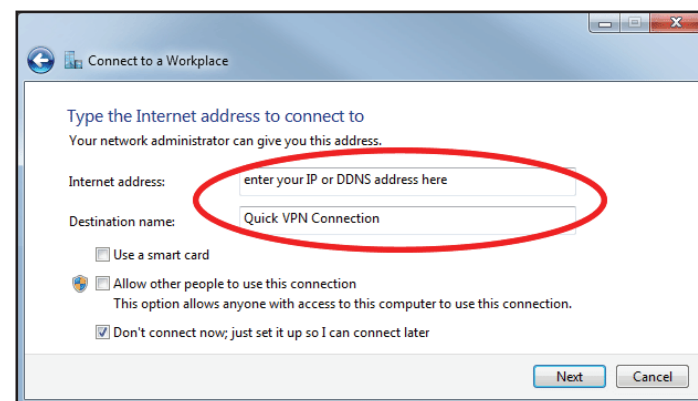 Connect to a Workplace
Type the Internet address to connect to
Your network administrator can give you this address.
Internet address: enter your IP or DDNS address here
Destination name: Quick VPN Connection
Use a smart card
Allow other people to use this connection
This option allows anyone with access to this computer to use this connection.
Don't connect now; just set it up so I can connect later
Next Cancel